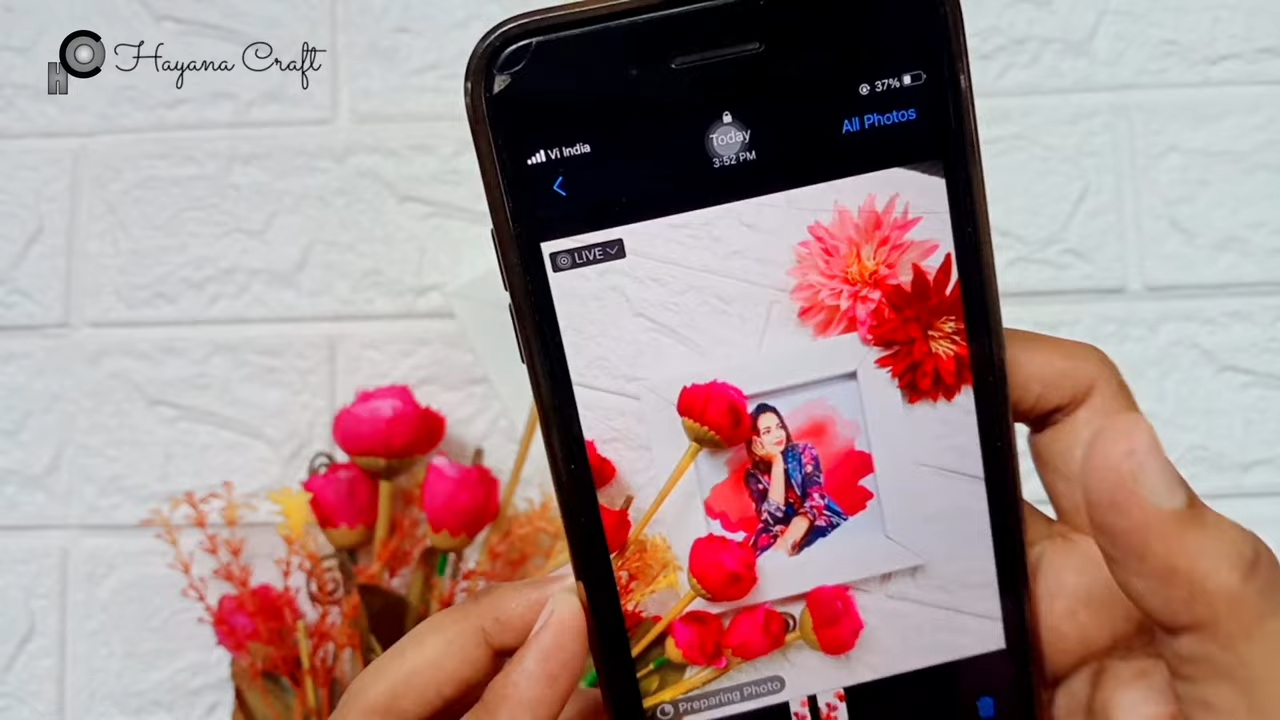 H
Hayana Craft
37%
Vi India
Today
All Photos
3:52 PM
LIVE
Preparing Photo